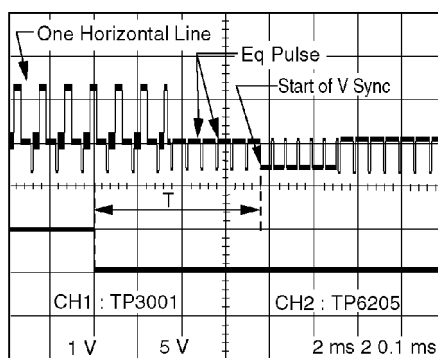 One Horizontal Line
Eq Pulse
Start of V Sync
T
CH1 : TP3001 CH2 : TP6205
1 V 5 V 2 ms 2 0.1 ms